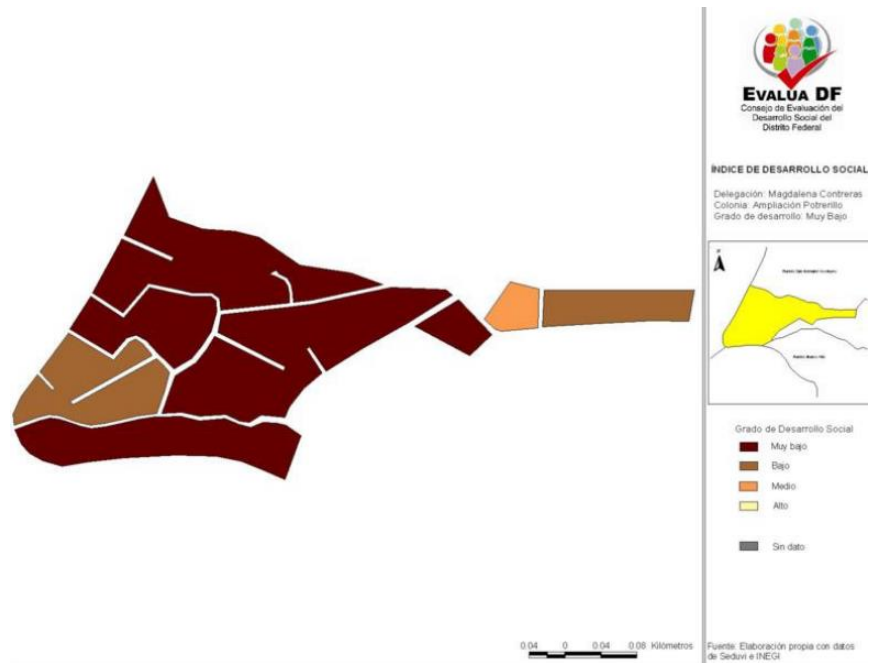 EVALUA DF
Consejo de Evaluación del
Desarrollo Social del
Distrito Federal
ÍNDICE DE DESARROLLO SOCIAL
Delegación: Magdalena Contreras
Colonia: Ampliación Potrerillo
Grado de desarrollo: Muy Bajo
Grado de Desarrollo Social
Muy bajo
Bajo
Medio
Alto
Sin dato
0.04 0 0.04 0.08 Kilómetros
Fuente: Elaboración propia con datos
de Seduvi e INEGI